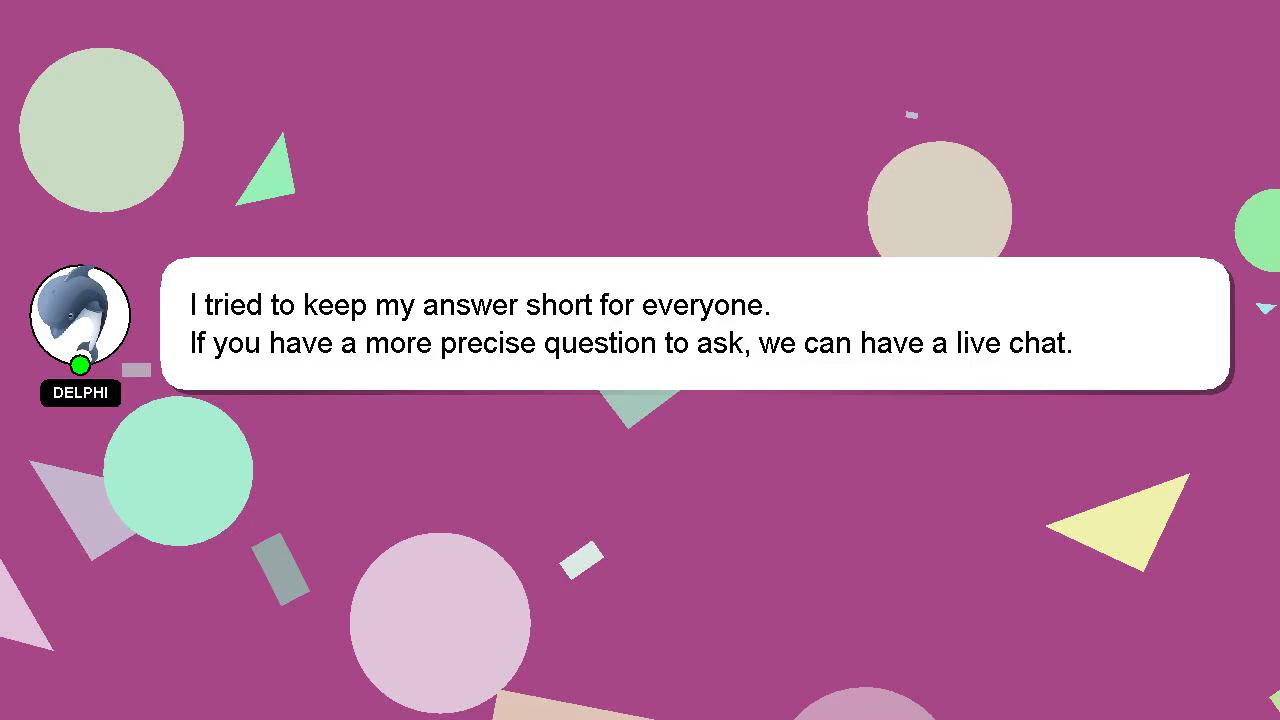 I tried to keep my answer short for everyone.
If you have a more precise question to ask, we can have a live chat.
DELPHI